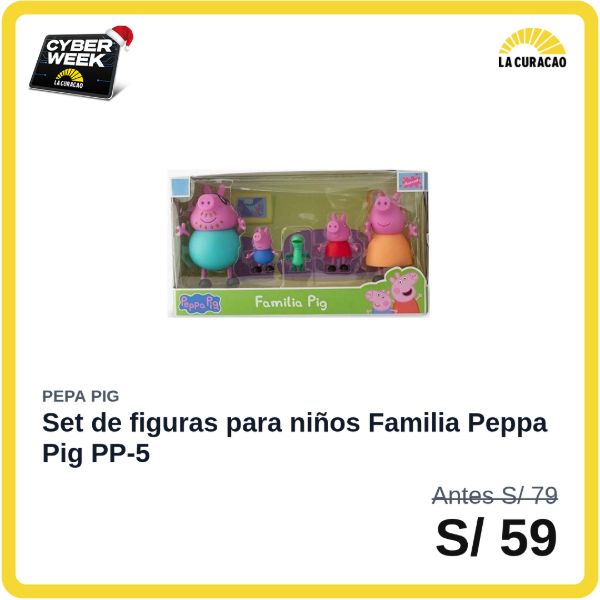 CYBER
WEEK
LA CURACAO
LA CURACAO
Peppa Pig
Familia Pig
PEPA PIG
Set de figuras para niños Familia Peppa
Pig PP-5
Antes S/ 79
S/ 59